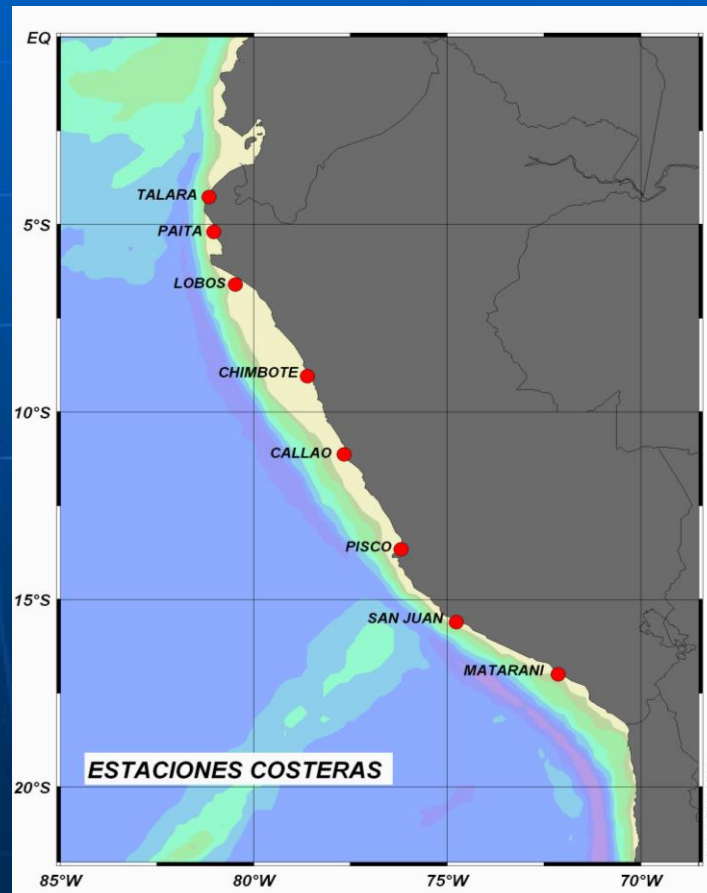 EQ
TALARA
5°S
PAITA
LOBOS
CHIMBOTE
10°S
CALLAO
PISCO
15°S
SAN JUAN
MATARANI
ESTACIONES COSTERAS
20°S
85°W 80°W 75°W 70°W